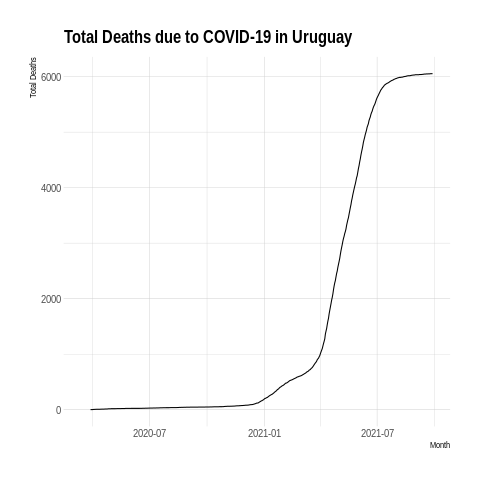 Total Deaths due to COVID-19 in Uruguay
Total Deaths
6000
4000
2000
0
2020-07
2021-01
2021-07
Month